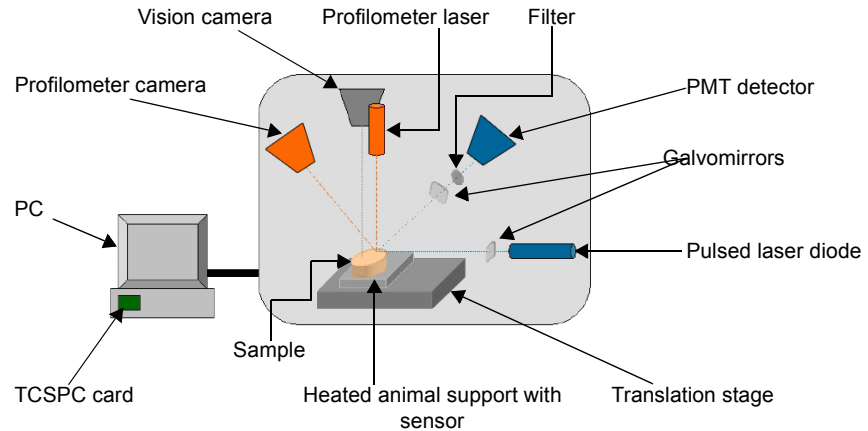 Vision camera
Profilometer laser
Filter
Profilometer camera
PMT detector
Galvomirrors
PC
Pulsed laser diode
Sample
TCSPC card
Heated animal support with
sensor
Translation stage